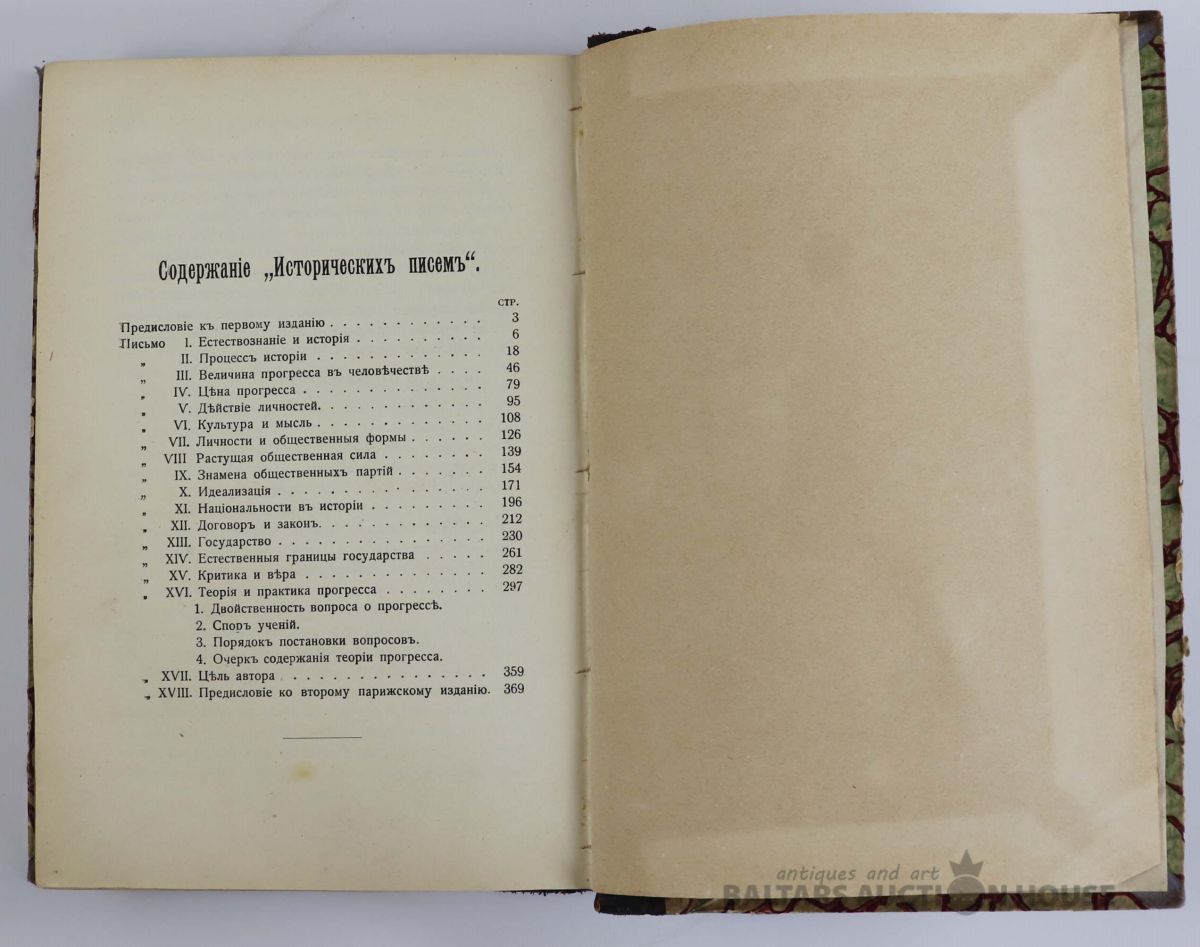 Содержаніе „Историческихъ писемъ“.
СТР.
Предисловіе къ первому изданію . . . . . . . . . . . . 3
Письмо I. Естествознаніе и исторія . . . . . . . . . . . 6
„ II. Процессъ исторіи . . . . . . . . . . . . . 18
„ III. Величина прогресса въ человѣчествѣ . . . . 46
„ IV. Цѣна прогресса . . . . . . . . . . . . . . 79
„ V. Дѣйствіе личностей. . . . . . . . . . . . . 95
„ VI. Культура и мысль . . . . . . . . . . . . . 108
„ VII. Личности и общественныя формы . . . . . . 126
„ VIII Растущая общественная сила . . . . . . . . 139
„ IX. Знамена общественныхъ партій . . . . . . . 154
„ X. Идеализація . . . . . . . . . . . . . . . . 171
„ XI. Національности въ исторіи . . . . . . . . . 196
„ XII. Договоръ и законъ. . . . . . . . . . . . . 212
„ XIII. Государство . . . . . . . . . . . . . . . . 230
„ XIV. Естественныя границы государства . . . . . 261
„ XV. Критика и вѣра . . . . . . . . . . . . . . 282
„ XVI. Теорія и практика прогресса . . . . . . . . 297
1. Двойственность вопроса о прогрессѣ.
2. Споръ ученій.
3. Порядокъ постановки вопросовъ.
4. Очеркъ содержанія теоріи прогресса.
„ XVII. Цѣль автора . . . . . . . . . . . . . . . . 359
„ XVIII. Предисловіе ко второму парижскому изданію. 369
antiques and art
BALTARS AUCTION HOUSE